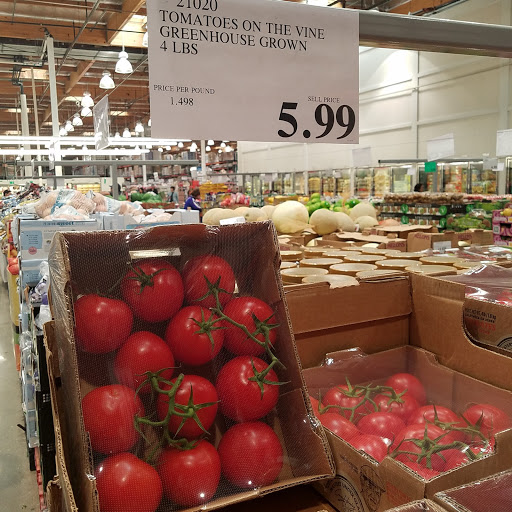 21020
TOMATOES ON THE VINE
GREENHOUSE GROWN
4 LBS
PRICE PER POUND
1.498
SELL PRICE
5.99